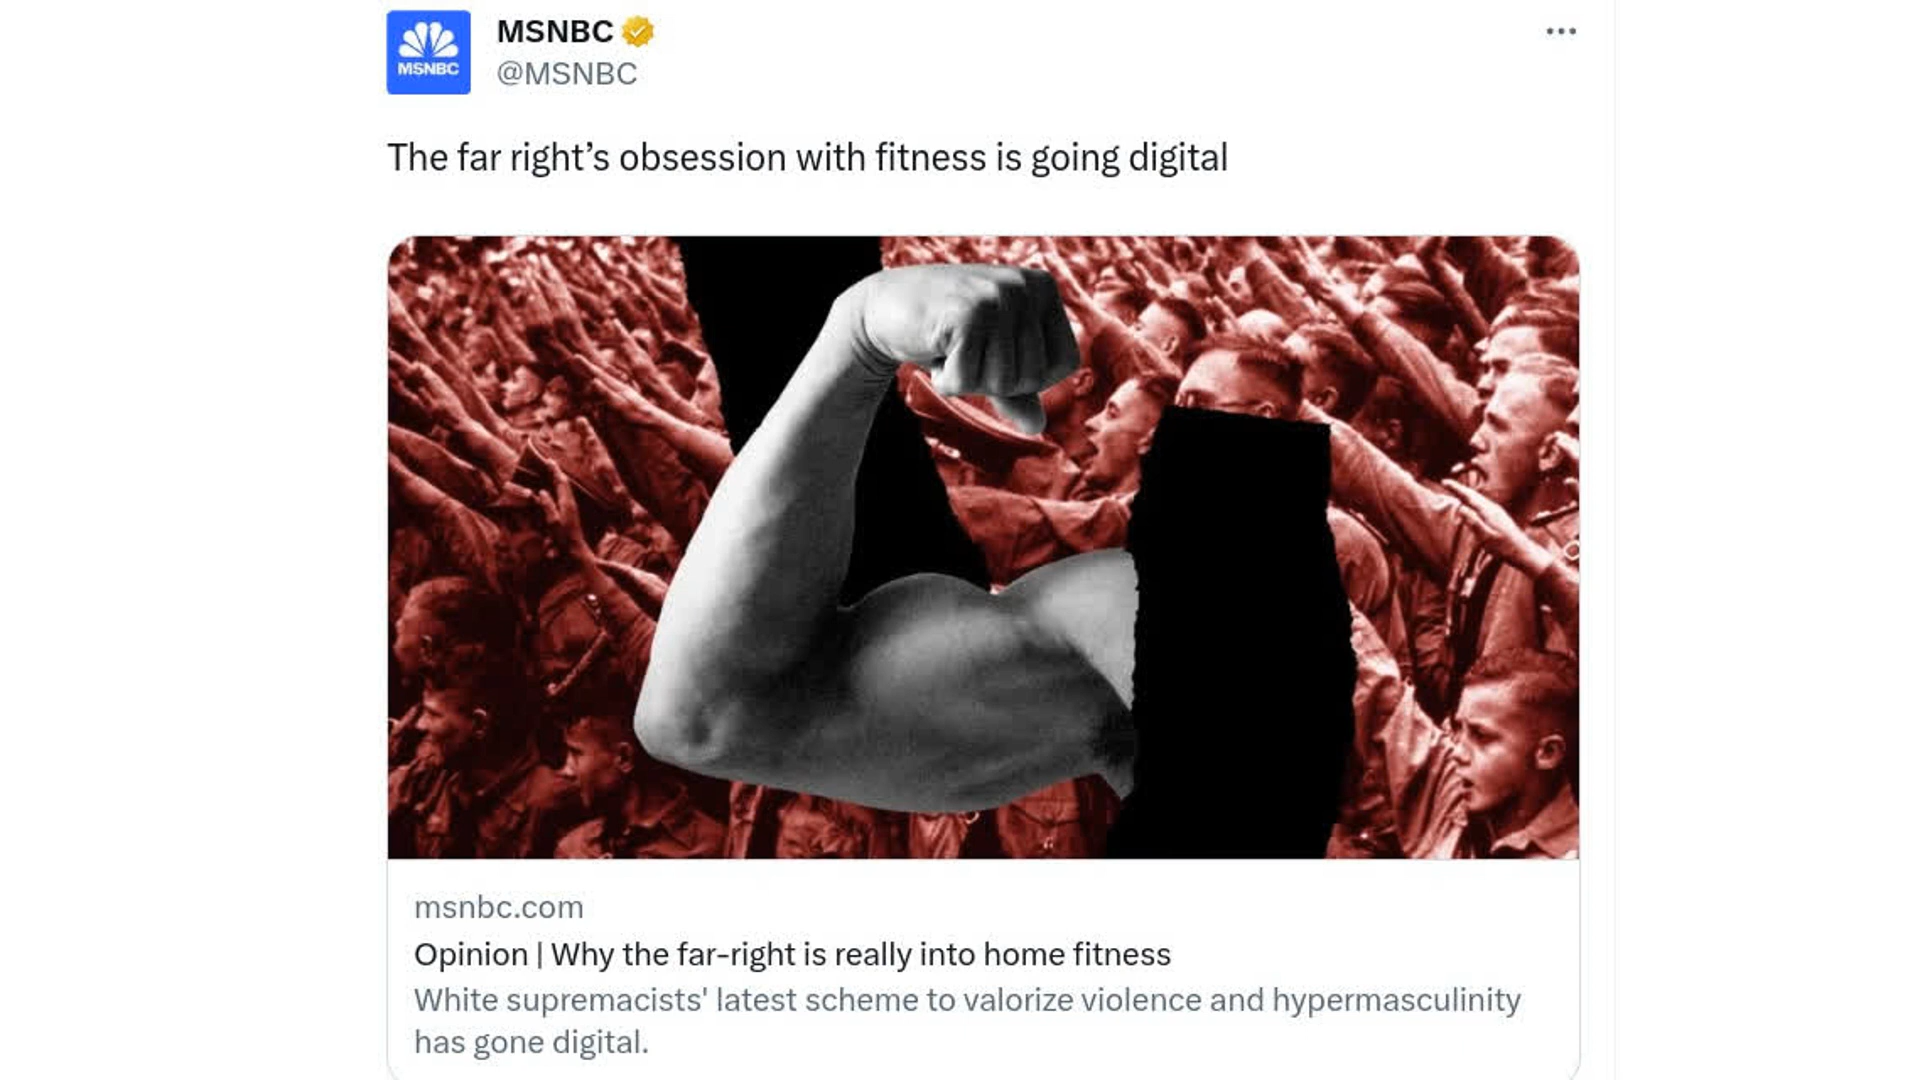 MSNBC
MSNBC
@MSNBC
The far right’s obsession with fitness is going digital
msnbc.com
Opinion | Why the far-right is really into home fitness
White supremacists' latest scheme to valorize violence and hypermasculinity
has gone digital.